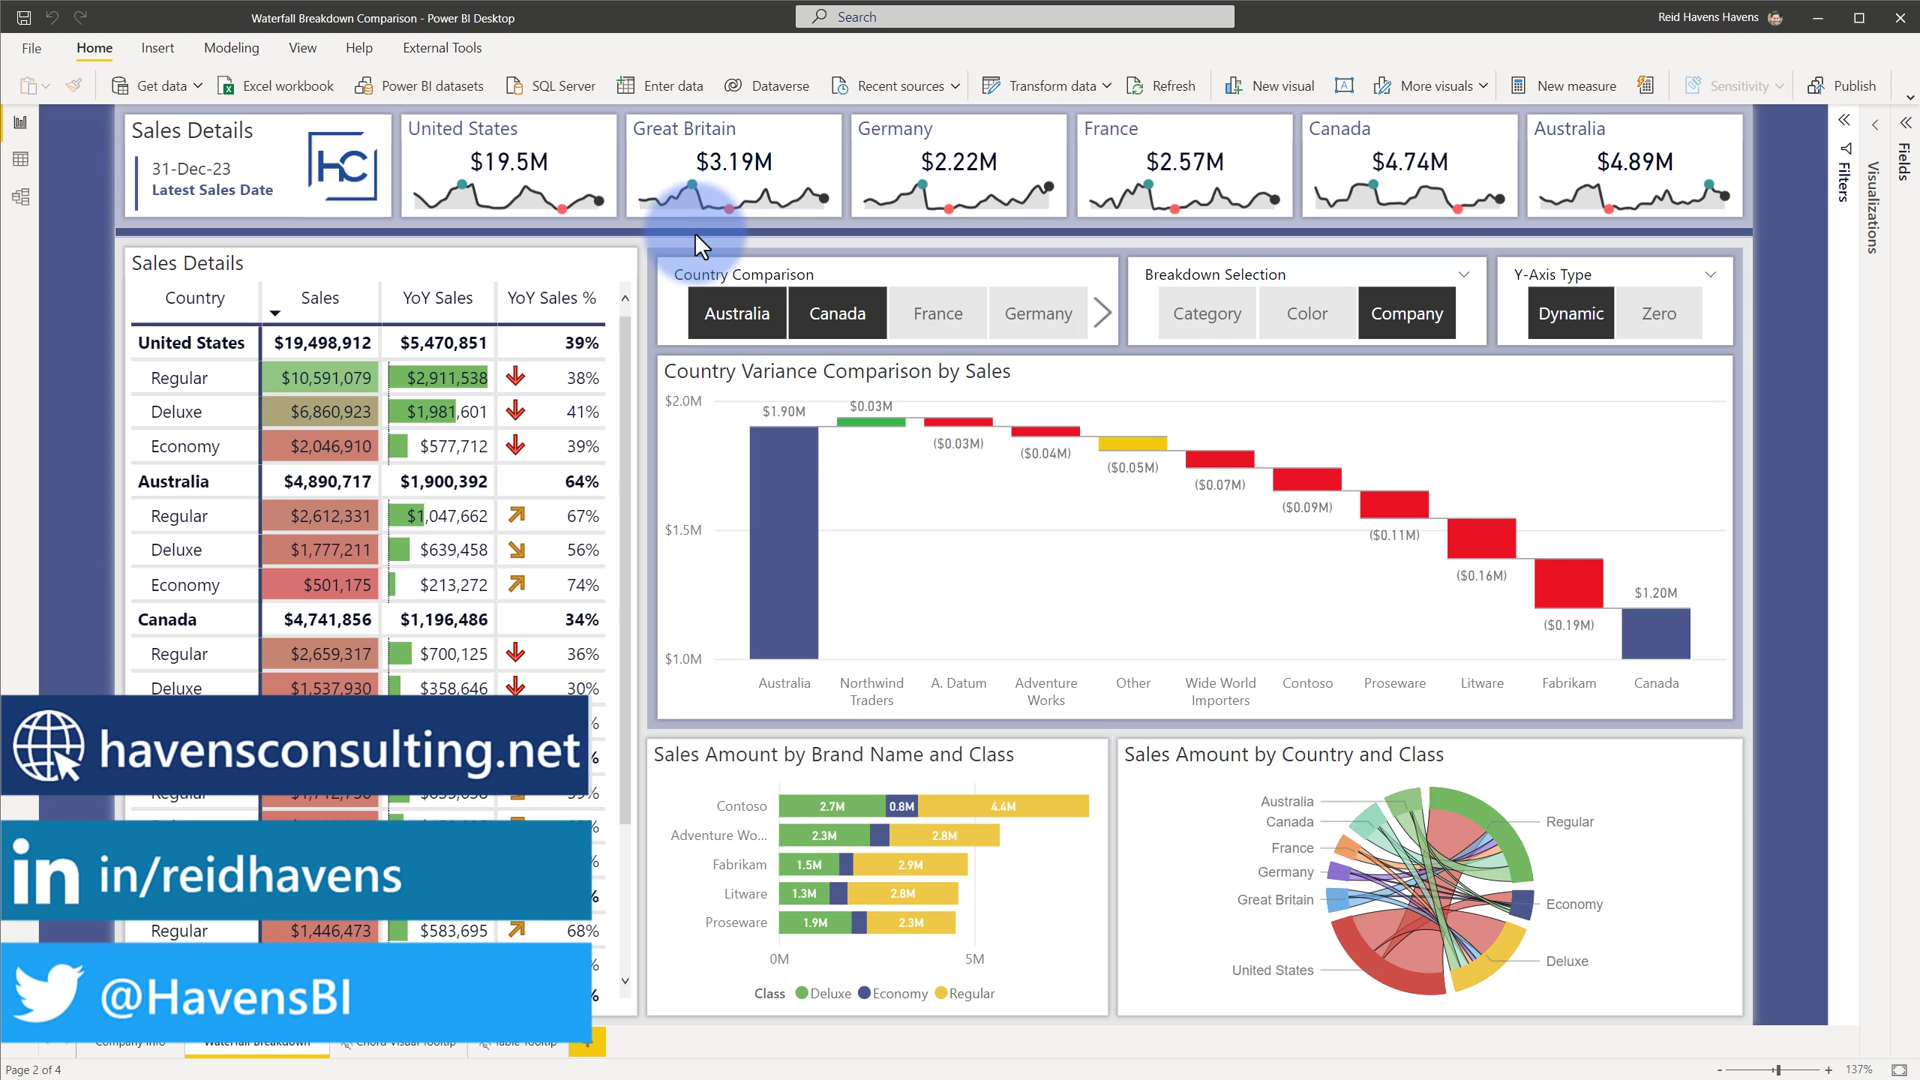 Waterfall Breakdown Comparison - Power BI Desktop
Search
Reid Havens Havens
File
Home
Insert
Modeling
View
Help
External Tools
Get data
Excel workbook
Power BI datasets
SQL Server
Enter data
Dataverse
Recent sources
Transform data
Refresh
New visual
More visuals
New measure
Sensitivity
Publish
Sales Details
31-Dec-23
Latest Sales Date
HC
United States
$19.5M
Great Britain
$3.19M
Germany
$2.22M
France
$2.57M
Canada
$4.74M
Australia
$4.89M
Filters
Visualizations
Fields
Sales Details
Country Sales YoY Sales YoY Sales %
United States $19,498,912 $5,470,851 39%
Regular $10,591,079 $2,911,538 38%
Deluxe $6,860,923 $1,981,601 41%
Economy $2,046,910 $577,712 39%
Australia $4,890,717 $1,900,392 64%
Regular $2,612,331 $1,047,662 67%
Deluxe $1,777,211 $639,458 56%
Economy $501,175 $213,272 74%
Canada $4,741,856 $1,196,486 34%
Regular $2,659,317 $700,125 36%
Deluxe $1,537,930 $358,646 30%
havensconsulting.net
in in/reidhavens
Regular $1,446,473 $583,695 68%
@HavensBI
Country Comparison
Australia
Canada
France
Germany
Breakdown Selection
Category
Color
Company
Y-Axis Type
Dynamic
Zero
Country Variance Comparison by Sales
$2.0M
$1.5M
$1.0M
$1.90M
$0.03M
($0.03M)
($0.04M)
($0.05M)
($0.07M)
($0.09M)
($0.11M)
($0.16M)
($0.19M)
$1.20M
Australia
Northwind
Traders
A. Datum
Adventure
Works
Other
Wide World
Importers
Contoso
Proseware
Litware
Fabrikam
Canada
Sales Amount by Brand Name and Class
Contoso 2.7M 0.8M 4.4M
Adventure Wo... 2.3M 2.8M
Fabrikam 1.5M 2.9M
Litware 1.3M 2.8M
Proseware 1.9M 2.3M
0M 5M
Class Deluxe Economy Regular
Sales Amount by Country and Class
Australia
Canada
France
Germany
Great Britain
United States
Regular
Economy
Deluxe
Company Info
Waterfall Breakdown
Chord Visual Tooltip
Table Tooltip
Page 2 of 4
137%